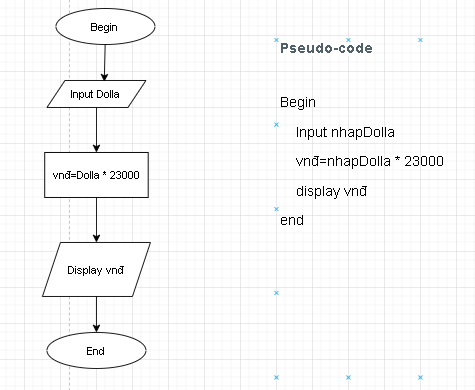 Begin
Input Dolla
vnđ=Dolla * 23000
Display vnđ
End
Pseudo-code
Begin
Input nhapDolla
vnđ=nhapDolla * 23000
display vnđ
end